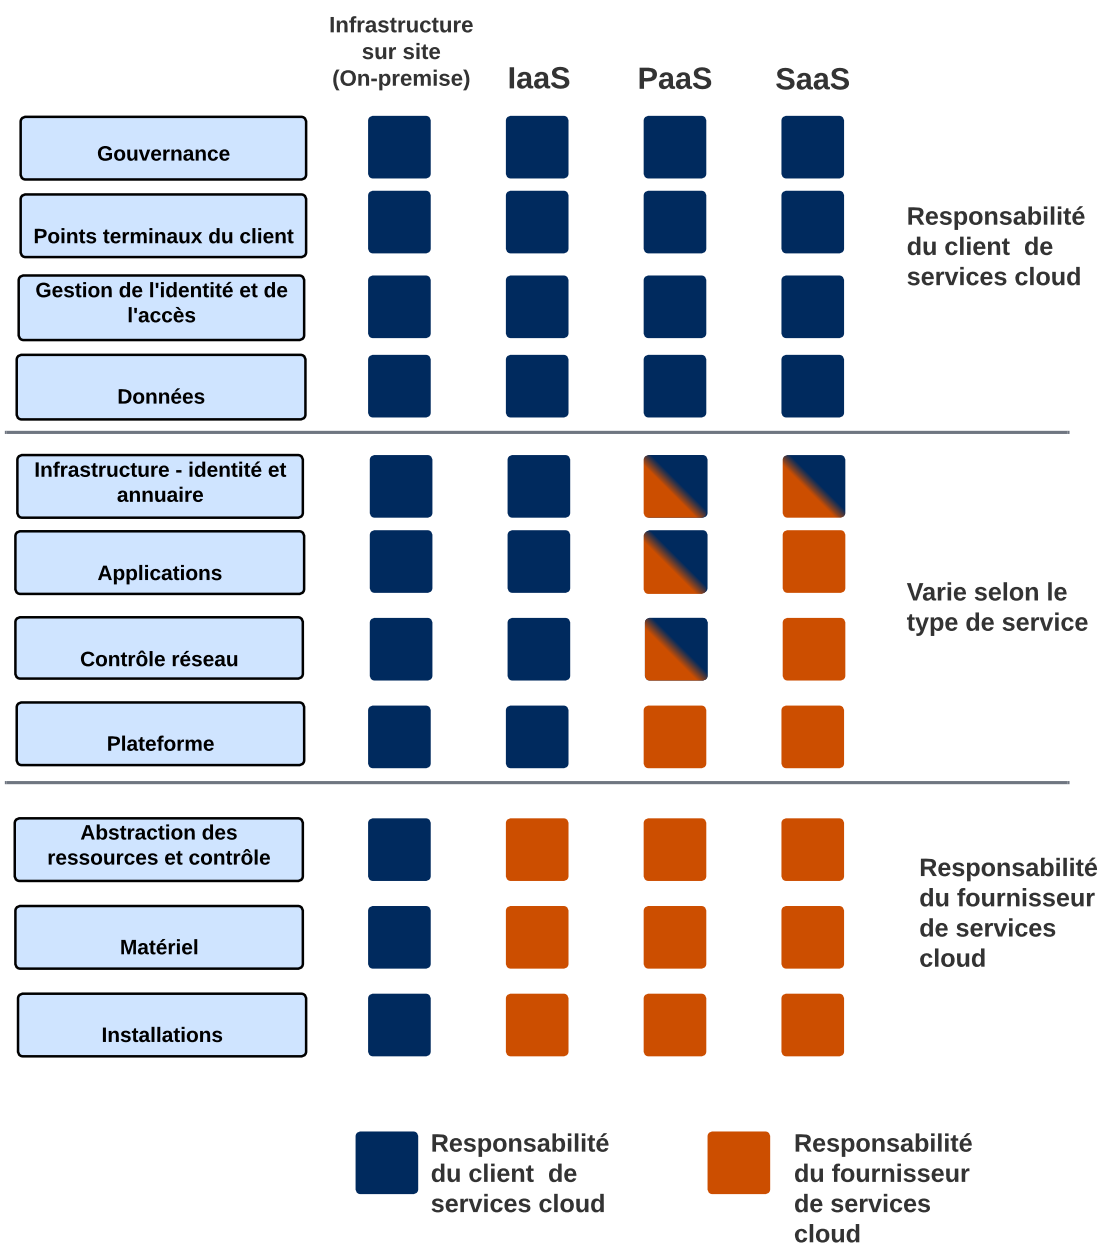 Infrastructure
sur site
(On-premise)
IaaS
PaaS
SaaS
Gouvernance
Points terminaux du client
Gestion de l'identité et de
l'accès
Données
Responsabilité
du client  de
services cloud
Infrastructure - identité et
annuaire
Applications
Contrôle réseau
Plateforme
Varie selon le
type de service
Abstraction des
ressources et contrôle
Matériel
Installations
Responsabilité
du fournisseur
de services
cloud
Responsabilité
du client  de
services cloud
Responsabilité
du fournisseur
de services
cloud